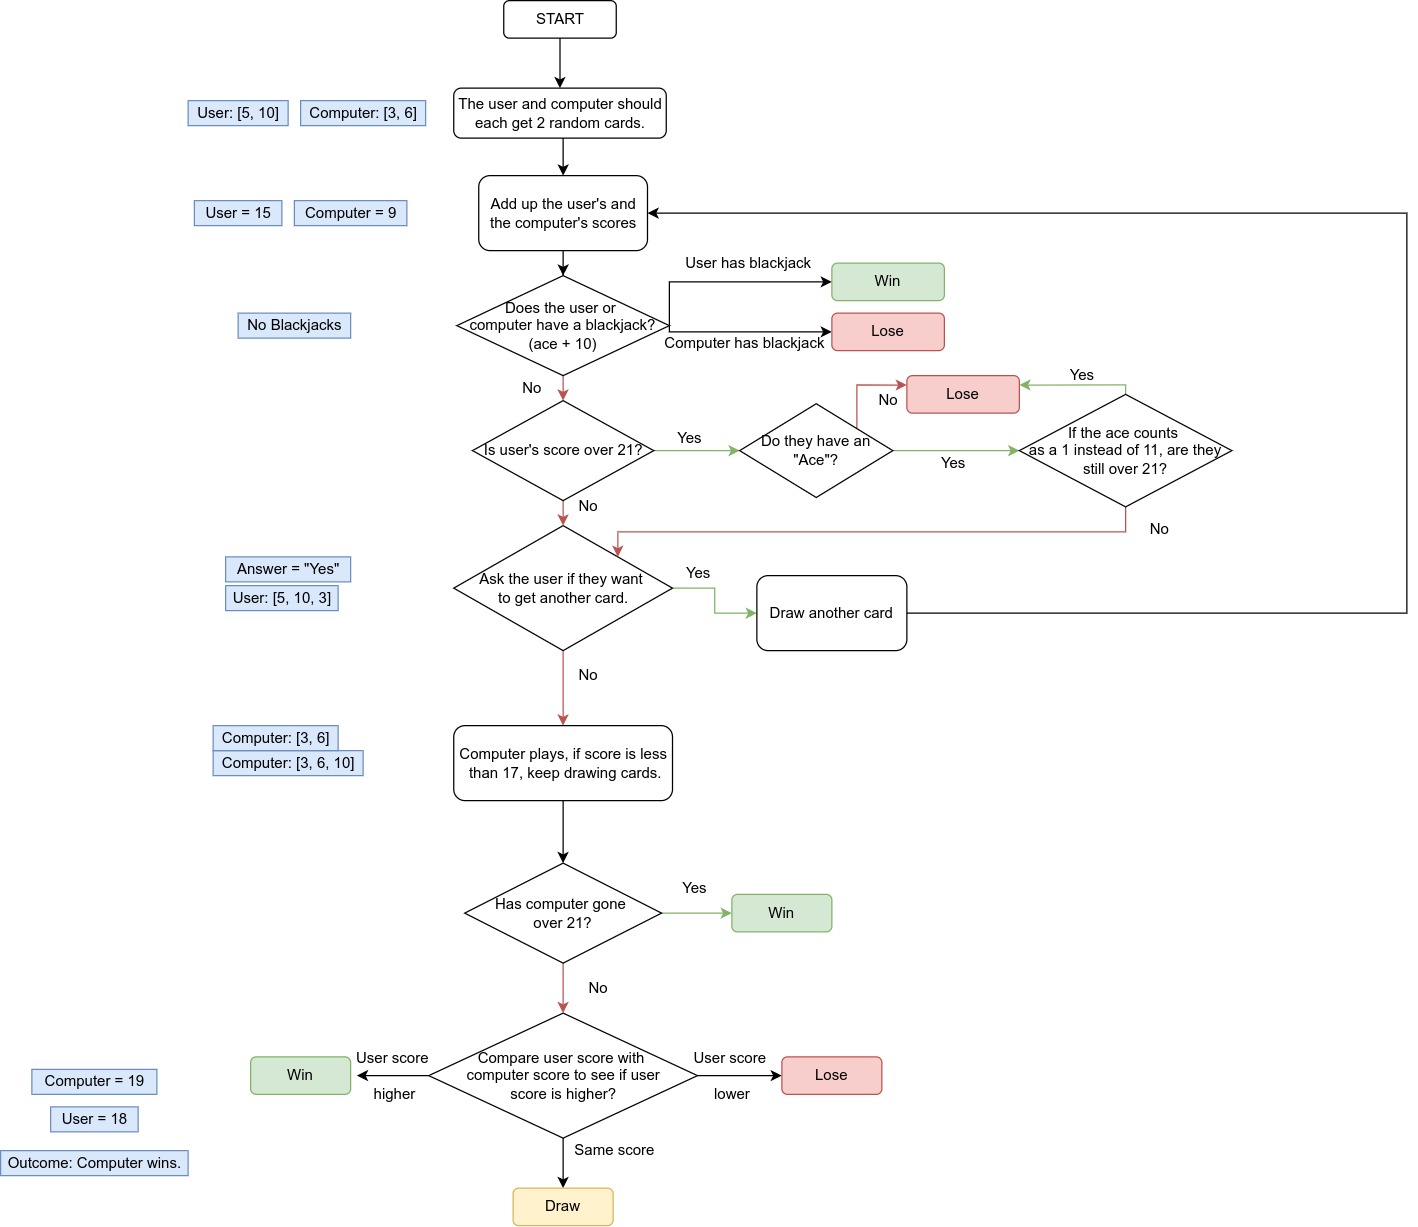 START
User: [5, 10]
Computer: [3, 6]
The user and computer should
each get 2 random cards.
User = 15
Computer = 9
Add up the user's and
the computer's scores
User has blackjack
Win
No Blackjacks
Does the user or
computer have a blackjack?
(ace + 10)
Lose
Computer has blackjack
No
Lose
Yes
No
Is user's score over 21?
Yes
Do they have an
"Ace"?
Yes
If the ace counts
as a 1 instead of 11, are they
still over 21?
No
No
Answer = "Yes"
User: [5, 10, 3]
Ask the user if they want
to get another card.
Yes
Draw another card
No
Computer: [3, 6]
Computer: [3, 6, 10]
Computer plays, if score is less
than 17, keep drawing cards.
Has computer gone
over 21?
Yes
Win
No
Computer = 19
User = 18
Outcome: Computer wins.
Win
User score
higher
Compare user score with
computer score to see if user
score is higher?
User score
lower
Lose
Same score
Draw